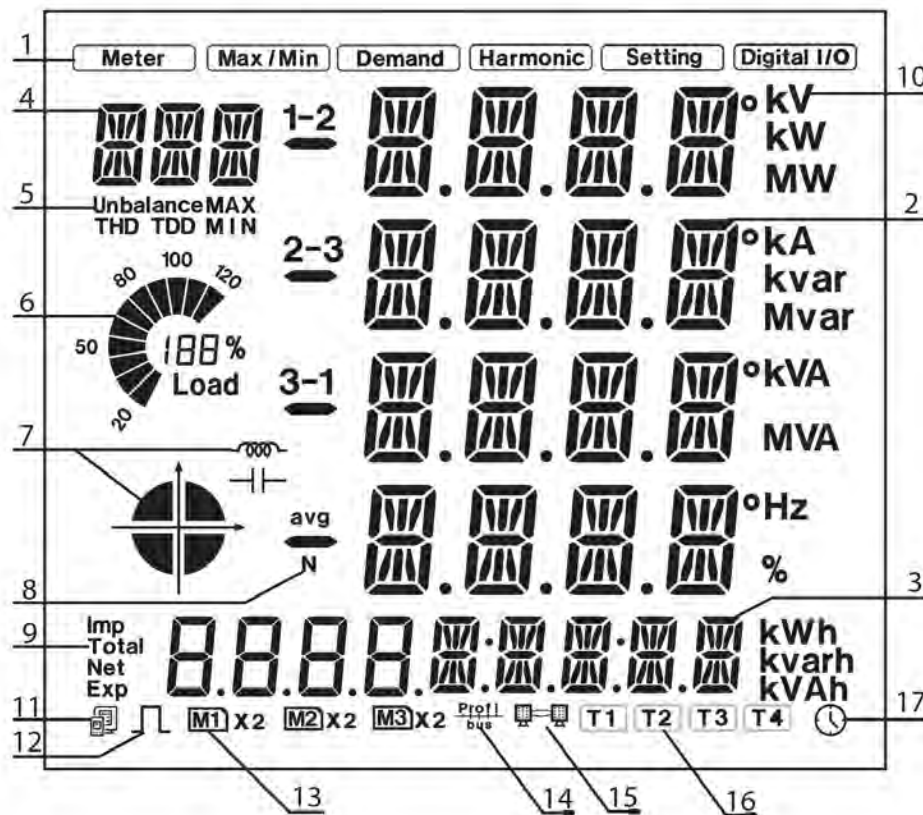 1 Meter Max/Min Demand Harmonic Setting Digital I/O
4 1-2 kV 10
kW
MW
5 Unbalance MAX 2
THD TDD MIN
2-3 kA
kvar
Mvar
20 50 80 100 120
6 188%
Load
3-1 kVA
MVA
7
avg Hz
8 N % 3
9 Imp kWh
Total kvarh
Net kVAh
Exp
11 M1 X2 M2 X2 M3 X2 Profi bus T1 T2 T3 T4 17
12
13 14 15 16